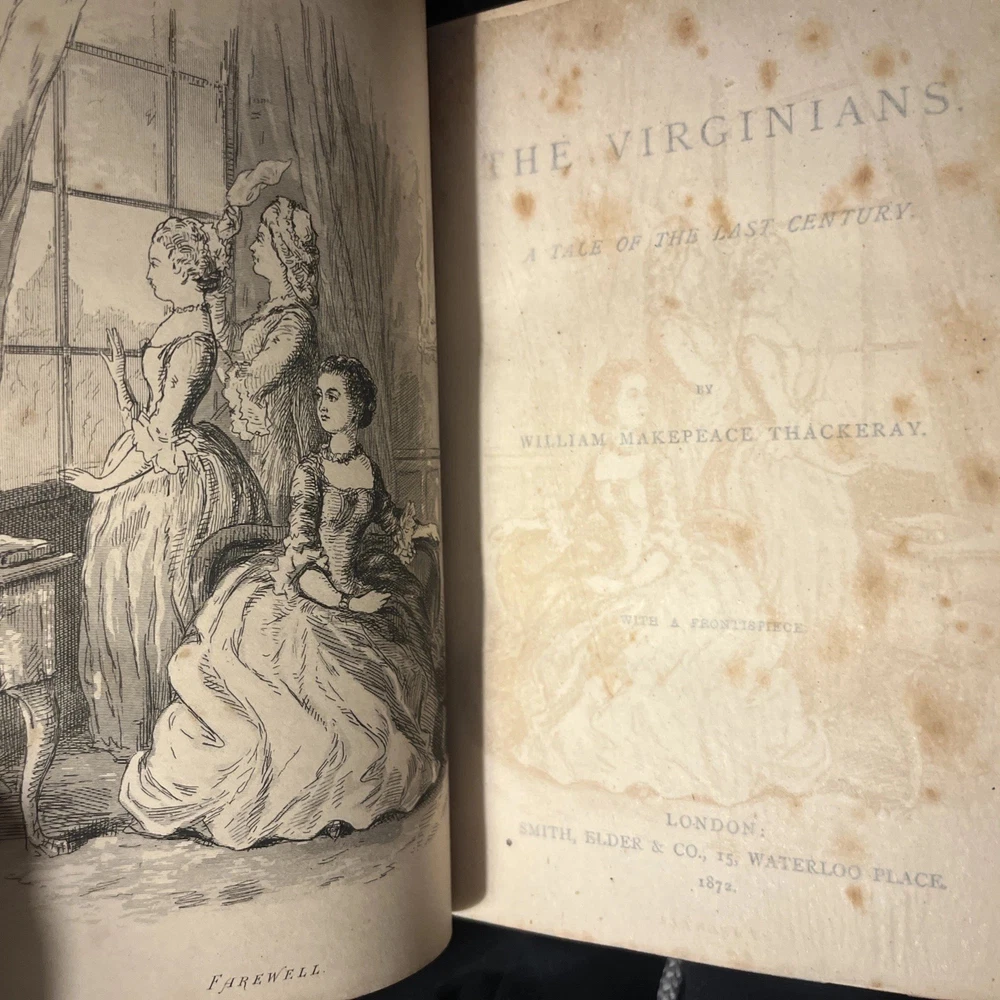 FAREWELL.
THE VIRGINIANS.
A TALE OF THE LAST CENTURY.
BY
WILLIAM MAKEPEACE THACKERAY.
WITH A FRONTISPIECE
LONDON:
SMITH, ELDER & CO., 15, WATERLOO PLACE.
1872.